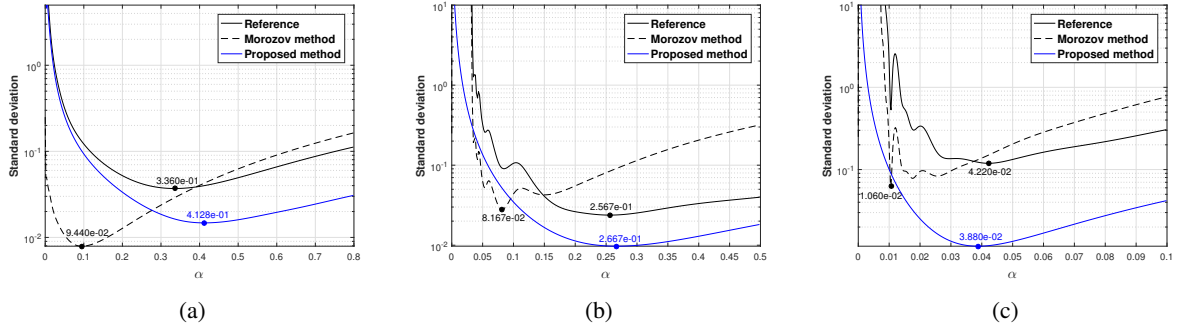 Standard deviation
10^0
10^-1
10^-2
Reference
Morozov method
Proposed method
3.360e-01
4.128e-01
9.440e-02
0 0.1 0.2 0.3 0.4 0.5 0.6 0.7 0.8
α
(a)
Standard deviation
10^1
10^0
10^-1
10^-2
Reference
Morozov method
Proposed method
8.167e-02
2.567e-01
2.667e-01
0 0.05 0.1 0.15 0.2 0.25 0.3 0.35 0.4 0.45 0.5
α
(b)
Standard deviation
10^1
10^0
10^-1
Reference
Morozov method
Proposed method
4.220e-02
1.060e-02
3.880e-02
0 0.01 0.02 0.03 0.04 0.05 0.06 0.07 0.08 0.09 0.1
α
(c)